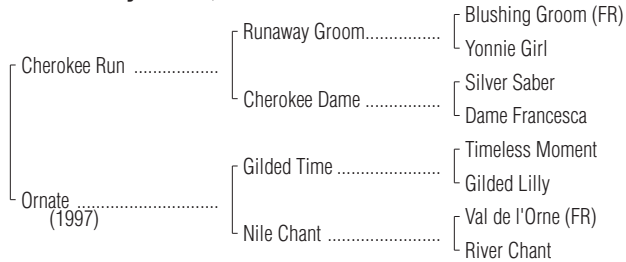 Blushing Groom (FR)
Runaway Groom.................
Yonnie Girl
Cherokee Run ...................
Silver Saber
Cherokee Dame .................
Dame Francesca
Timeless Moment
Gilded Time .......................
Gilded Lilly
Ornate ................................
(1997)
Val de l'Orne (FR)
Nile Chant .........................
River Chant